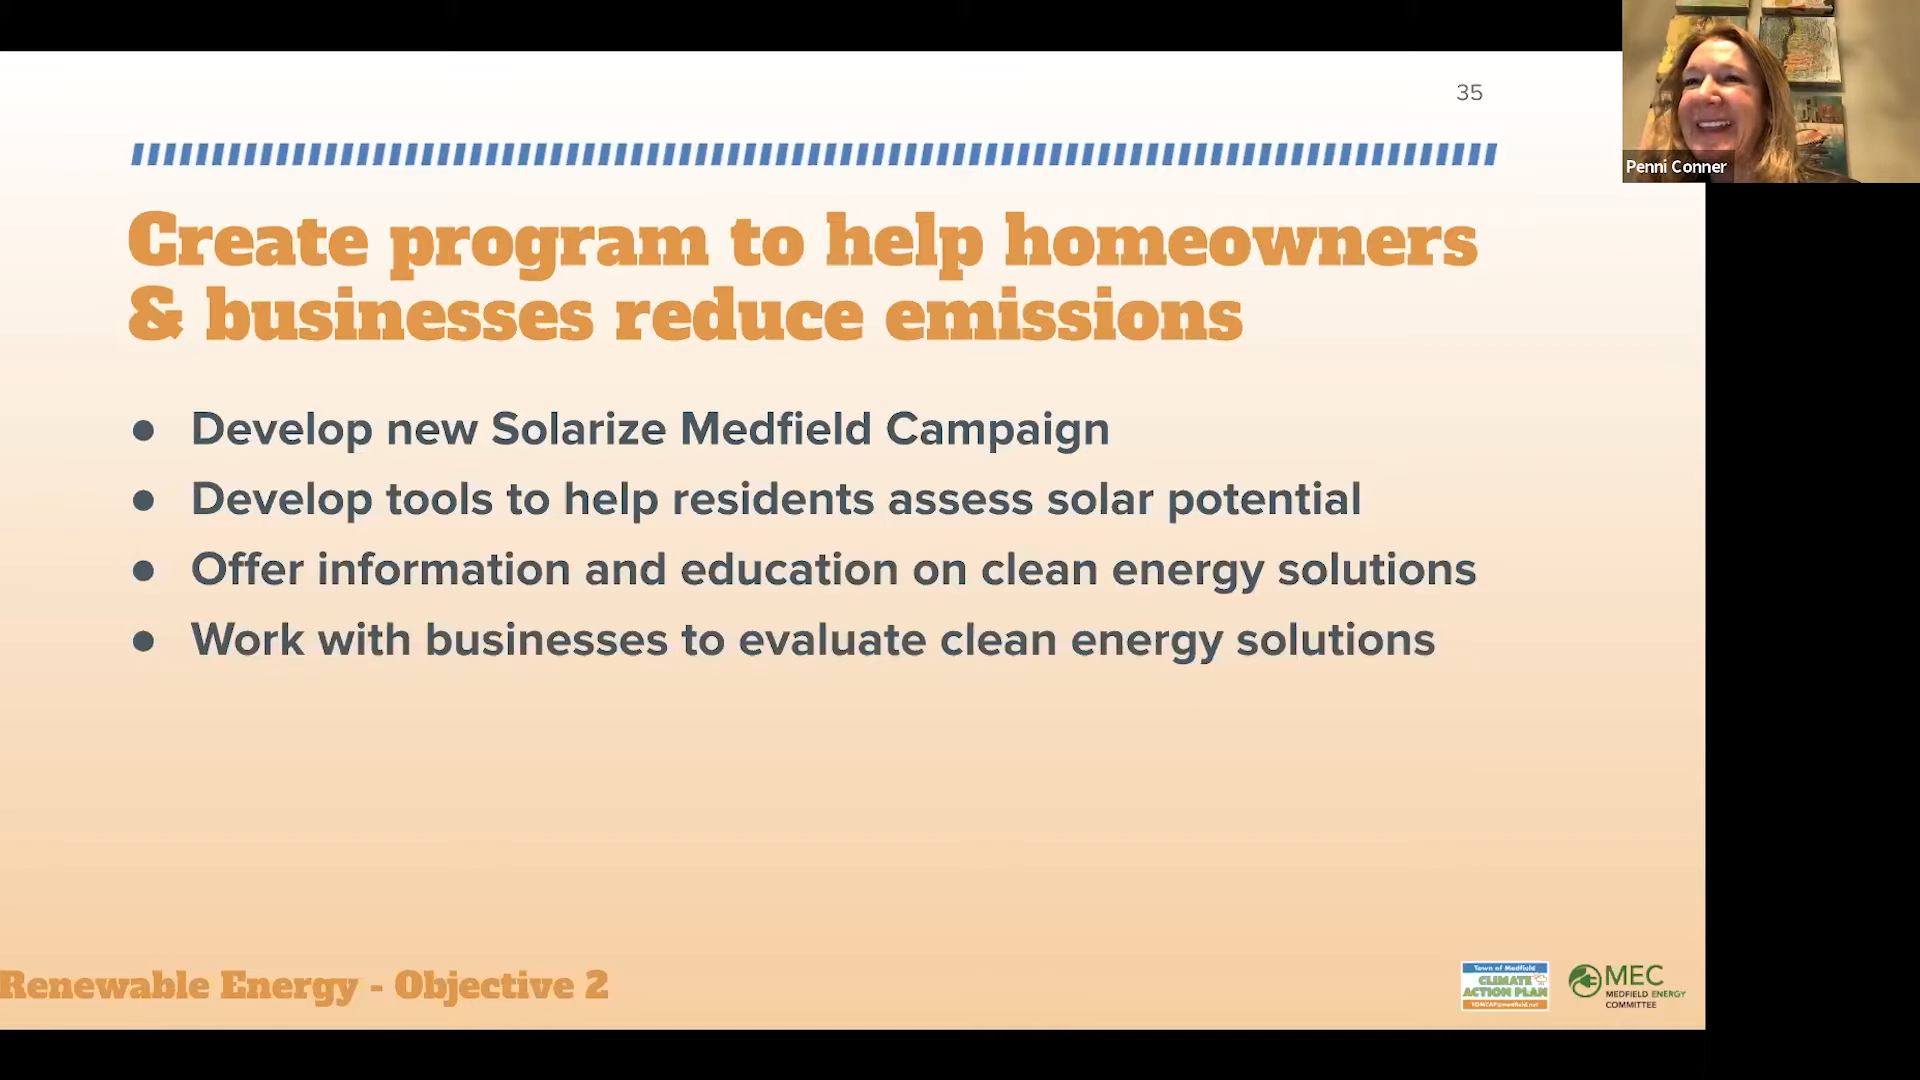 35
Penni Conner
Create program to help homeowners
& businesses reduce emissions
● Develop new Solarize Medfield Campaign
● Develop tools to help residents assess solar potential
● Offer information and education on clean energy solutions
● Work with businesses to evaluate clean energy solutions
Renewable Energy - Objective 2
Town of Medfield
CLIMATE
ACTION PLAN
MEC
MEDFIELD ENERGY
COMMITTEE